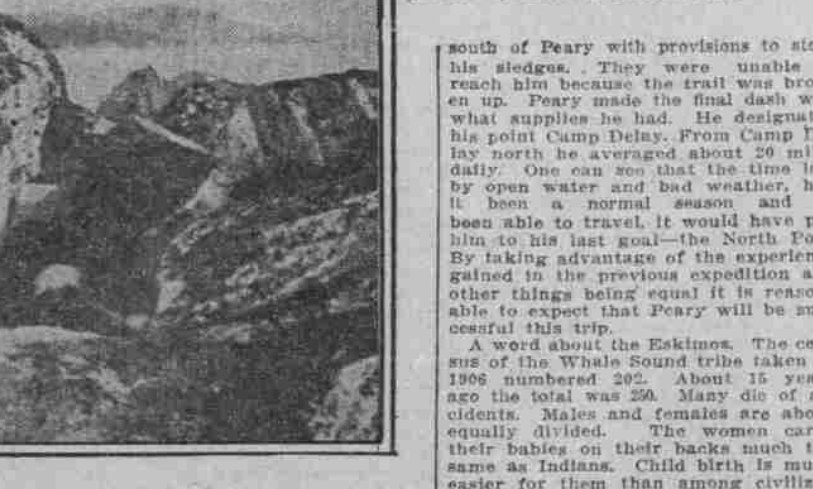 south of Peary with provisions to sto
his sledges. They were unable
reach him because the trail was bro
en up. Peary made the final dash w
what supplies he had. He designat
his point Camp Delay. From Camp D
lay north he averaged about 20 mil
daily. One can see that the time l
by open water and bad weather, h
it been a normal season and
been able to travel, it would have p
him to his last goal—the North Po
By taking advantage of the experien
gained in the previous expedition a
other things being equal it is reaso
able to expect that Peary will be su
cessful this trip.
A word about the Eskimos. The ce
sus of the Whale Sound tribe taken
1906 numbered 202. About 15 yea
ago the total was 250. Many die of a
cidents. Males and females are abo
equally divided. The women car
their babies on their backs much t
same as Indians. Child birth is mu
easier for them than among civiliz